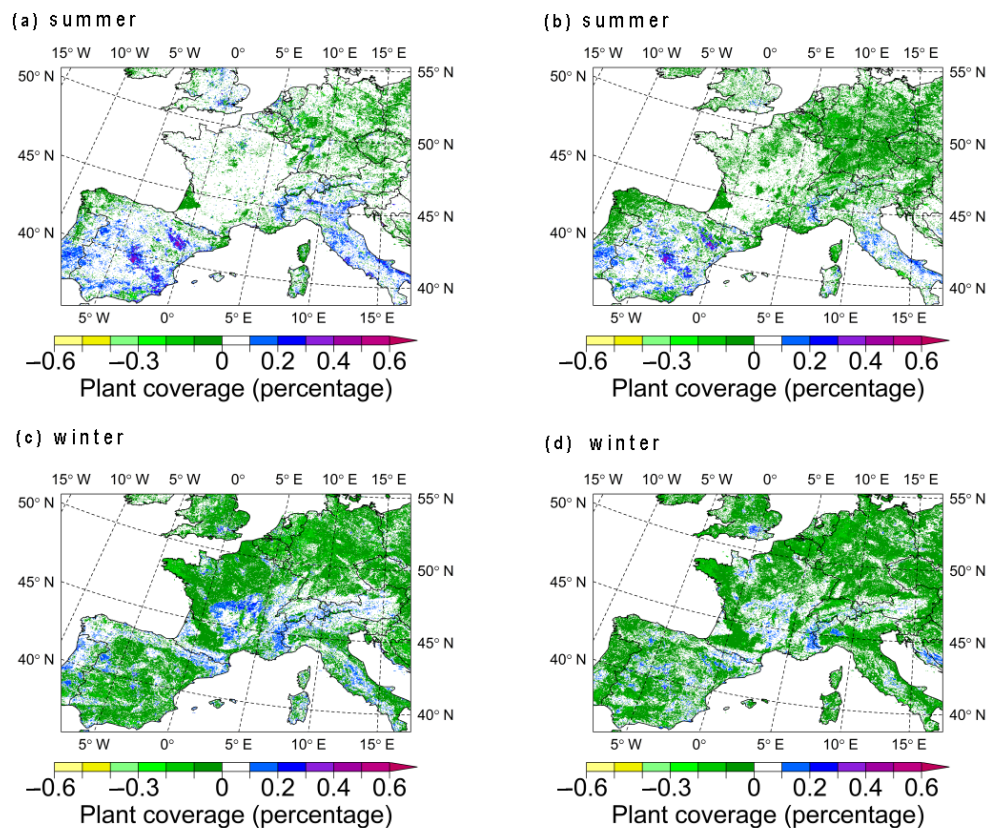 (a) summer
(b) summer
15° W 10° W 5° W 0° 5° E 10° E 15 E
15° W 10° W 5° W 0° 5° E 10° E 15 E
50° N 55° N
50° N 55° N
45° N 50° N
45° N 50° N
40° N 45° N
40° N 45° N
40° N
40° N
5° W 0° 5° E 10° E 15° E
5° W 0° 5° E 10° E 15° E
−0.6 −0.3 0 0.2 0.4 0.6
−0.6 −0.3 0 0.2 0.4 0.6
Plant coverage (percentage)
Plant coverage (percentage)
(c) winter
(d) winter
15° W 10° W 5° W 0° 5° E 10° E 15° E
15° W 10° W 5° W 0° 5° E 10° E 15° E
50° N 55° N
50° N 55° N
45° N 50° N
45° N 50° N
40° N 45° N
40° N 45° N
40° N
40° N
5° W 0° 5° E 10° E 15° E
5° W 0° 5° E 10° E 15° E
−0.6 −0.3 0 0.2 0.4 0.6
−0.6 −0.3 0 0.2 0.4 0.6
Plant coverage (percentage)
Plant coverage (percentage)